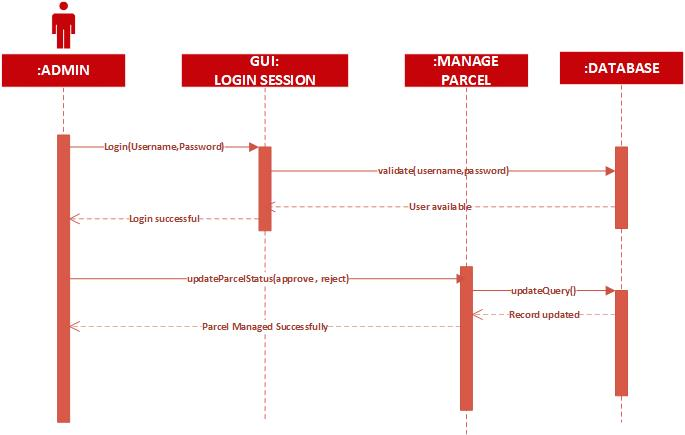 :ADMIN
GUI:
LOGIN SESSION
:MANAGE
PARCEL
:DATABASE
Login(Username,Password)
validate(username,password)
User available
Login successful
updateParcelStatus(approve , reject)
updateQuery()
Record updated
Parcel Managed Successfully